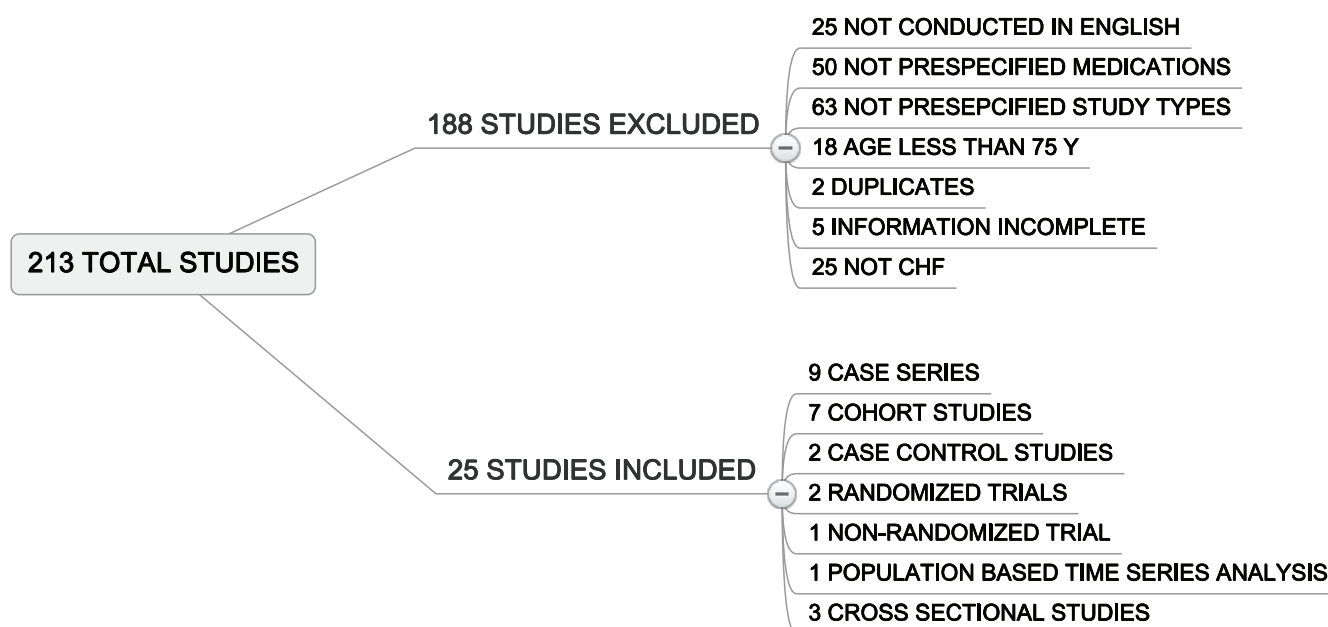 213 TOTAL STUDIES
188 STUDIES EXCLUDED
25 NOT CONDUCTED IN ENGLISH
50 NOT PRESPECIFIED MEDICATIONS
63 NOT PRESEPCIFIED STUDY TYPES
18 AGE LESS THAN 75 Y
2 DUPLICATES
5 INFORMATION INCOMPLETE
25 NOT CHF
25 STUDIES INCLUDED
9 CASE SERIES
7 COHORT STUDIES
2 CASE CONTROL STUDIES
2 RANDOMIZED TRIALS
1 NON-RANDOMIZED TRIAL
1 POPULATION BASED TIME SERIES ANALYSIS
3 CROSS SECTIONAL STUDIES